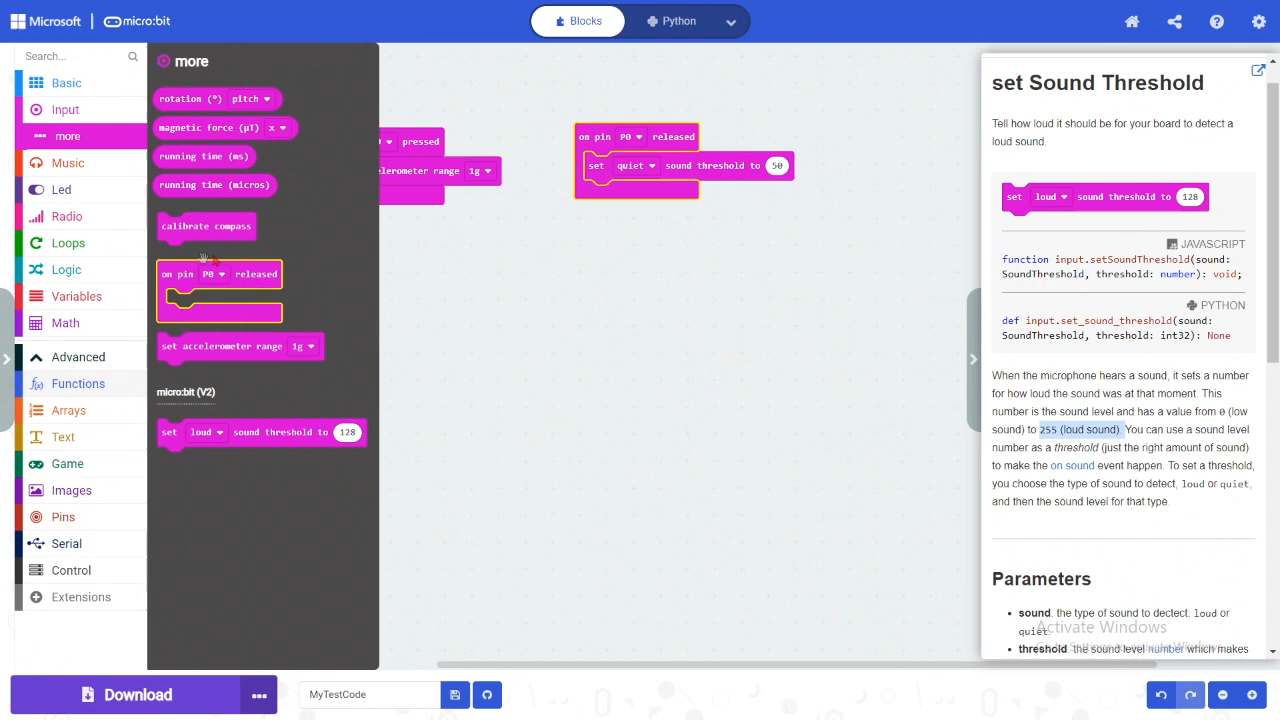 Microsoft
micro:bit
Blocks
Python
Search...
Basic
Input
more
Music
Led
Radio
Loops
Logic
Variables
Math
Advanced
Functions
Arrays
Text
Game
Images
Pins
Serial
Control
Extensions
more
rotation (°) pitch
magnetic force (µT) x
running time (ms)
running time (micros)
calibrate compass
on pin P0 released
set accelerometer range 1g
micro:bit (V2)
set loud sound threshold to 128
pressed
accelerometer range 1g
on pin P0 released
set quiet sound threshold to 50
set Sound Threshold
Tell how loud it should be for your board to detect a
loud sound.
set loud sound threshold to 128
JAVASCRIPT
function input.setSoundThreshold(sound:
SoundThreshold, threshold: number): void;
PYTHON
def input.set_sound_threshold(sound:
SoundThreshold, threshold: int32): None
When the microphone hears a sound, it sets a number
for how loud the sound was at that moment. This
number is the sound level and has a value from 0 (low
sound) to 255 (loud sound). You can use a sound level
number as a threshold (just the right amount of sound)
to make the on sound event happen. To set a threshold,
you choose the type of sound to detect, loud or quiet,
and then the sound level for that type.
Parameters
• sound: the type of sound to dectect: loud or
quiet.
Activate Windows
• threshold: the sound level number which makes
Download
MyTestCode